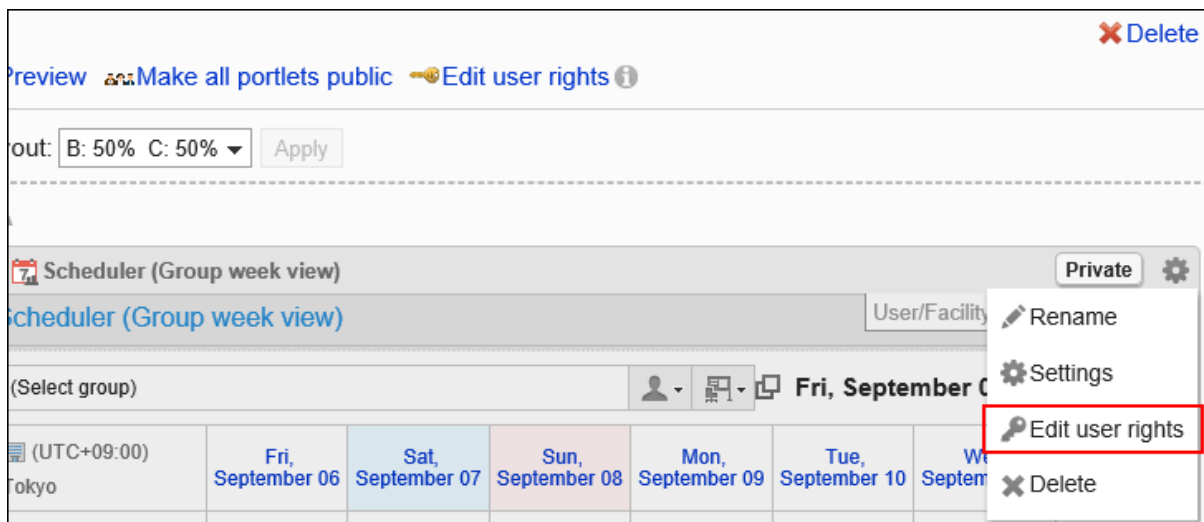 Delete
Preview Make all portlets public Edit user rights
out: B: 50% C: 50% Apply
Scheduler (Group week view) Private
Scheduler (Group week view) User/Facility
Rename
Settings
Edit user rights
Delete
(Select group) Fri, September 0
(UTC+09:00)
Tokyo
Fri,
September 06
Sat,
September 07
Sun,
September 08
Mon,
September 09
Tue,
September 10
We
Septem